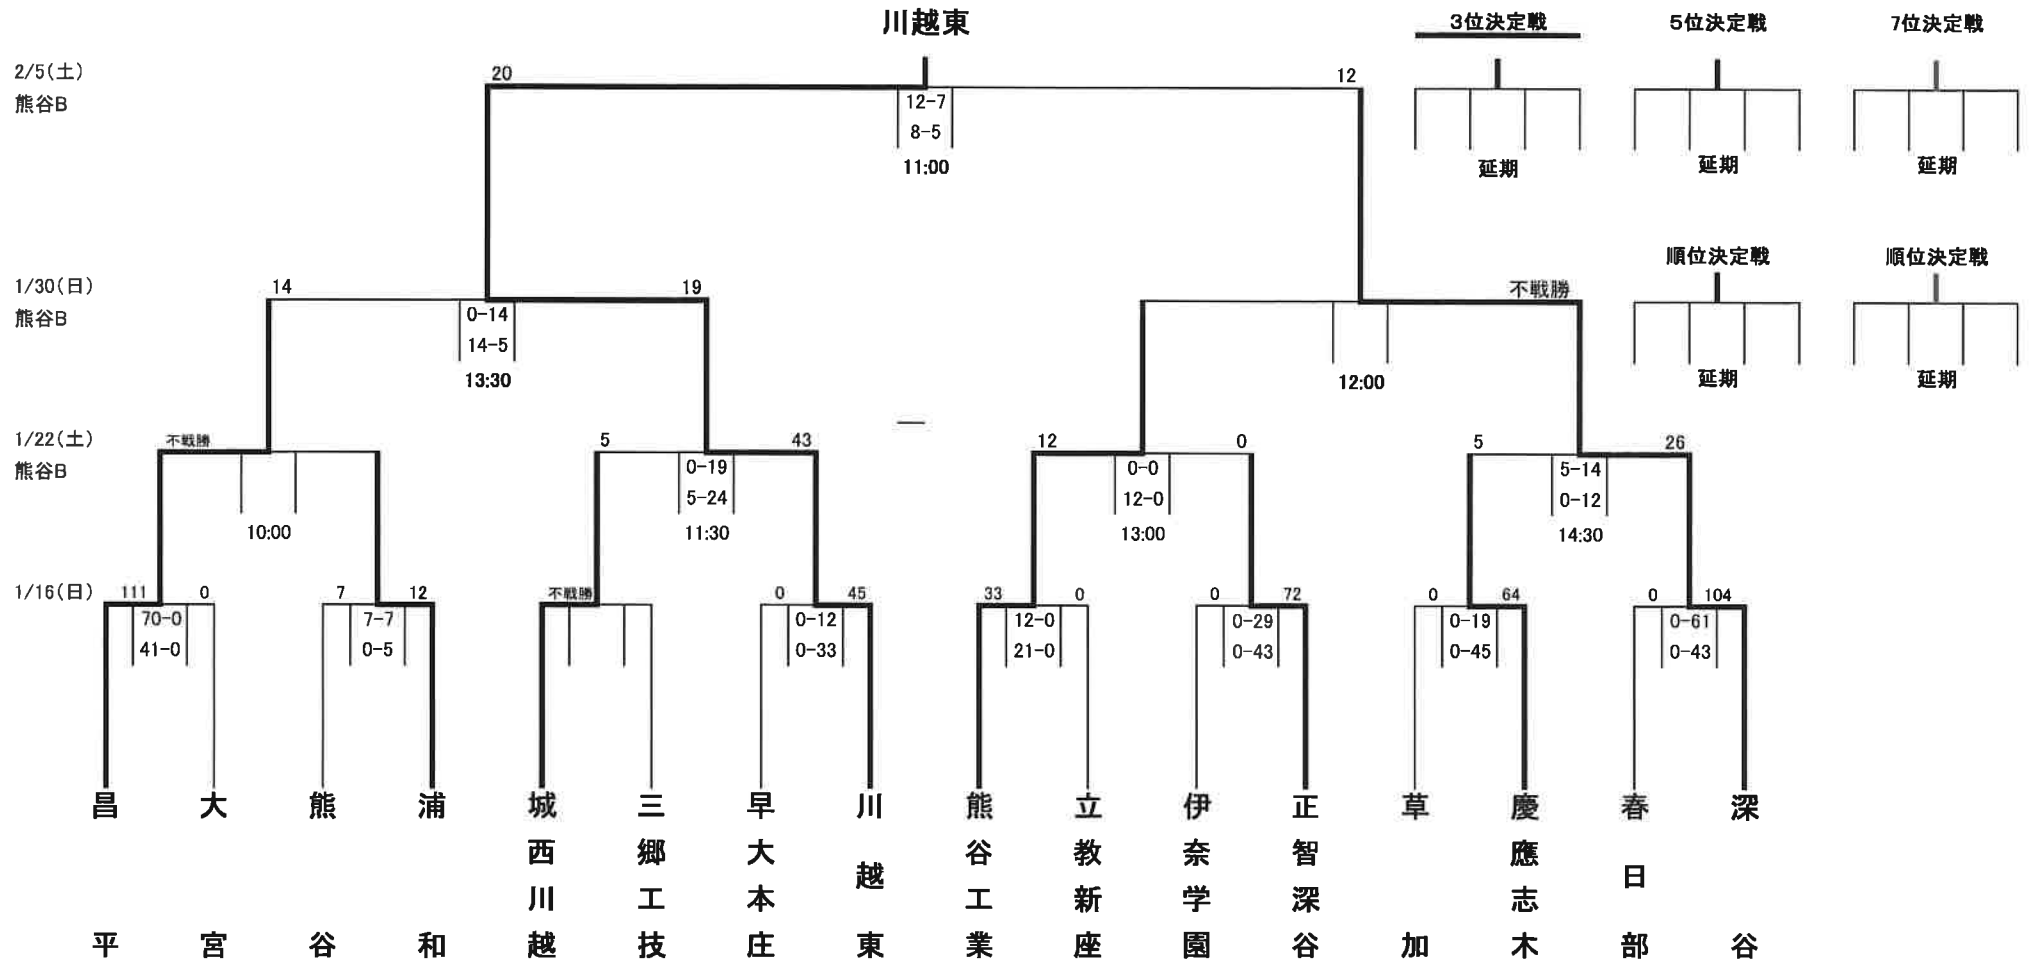 川越東
3位決定戦 5位決定戦 7位決定戦
2/5(土)
熊谷B
20 12
12-7
8-5
11:00
延期 延期 延期
順位決定戦 順位決定戦
1/30(日)
熊谷B
14 19 不戦勝
0-14
14-5
13:30 12:00
延期 延期
1/22(土)
熊谷B
不戦勝 5 43 12 0 5 26
0-19 0-0 5-14
5-24 12-0 0-12
10:00 11:30 13:00 14:30
1/16(日)
111 0 7 12 不戦勝 0 45 33 0 0 72 0 64 0 104
70-0 7-7 0-12 12-0 0-29 0-19 0-61
41-0 0-5 0-33 21-0 0-43 0-45 0-43
昌平
大宮
熊谷
浦和
城西川越
三郷工技
早大本庄
川越東
熊谷工業
立教新座
伊奈学園
正智深谷
草加
慶應志木
春日部
深谷